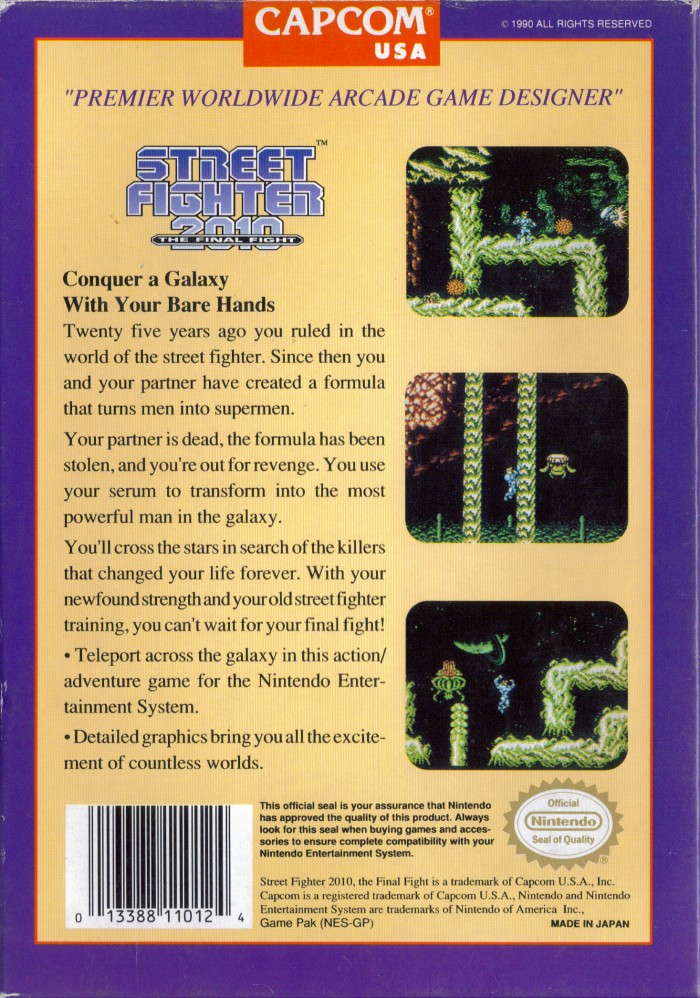 CAPCOM®
USA
© 1990 ALL RIGHTS RESERVED
"PREMIER WORLDWIDE ARCADE GAME DESIGNER"
STREET™
FIGHTER
2010
THE FINAL FIGHT
Conquer a Galaxy
With Your Bare Hands
Twenty five years ago you ruled in the
world of the street fighter. Since then you
and your partner have created a formula
that turns men into supermen.
Your partner is dead, the formula has been
stolen, and you're out for revenge. You use
your serum to transform into the most
powerful man in the galaxy.
You'll cross the stars in search of the killers
that changed your life forever. With your
newfound strength and your old street fighter
training, you can't wait for your final fight!
• Teleport across the galaxy in this action/
adventure game for the Nintendo Enter-
tainment System.
• Detailed graphics bring you all the excite-
ment of countless worlds.
0 13388 11012 4
This official seal is your assurance that Nintendo
has approved the quality of this product. Always
look for this seal when buying games and acces-
sories to ensure complete compatibility with your
Nintendo Entertainment System.
Official
Nintendo
Seal of Quality
®
Street Fighter 2010, the Final Fight is a trademark of Capcom U.S.A., Inc.
Capcom is a registered trademark of Capcom U.S.A., Nintendo and Nintendo
Entertainment System are trademarks of Nintendo of America Inc.,
Game Pak (NES-GP)
MADE IN JAPAN